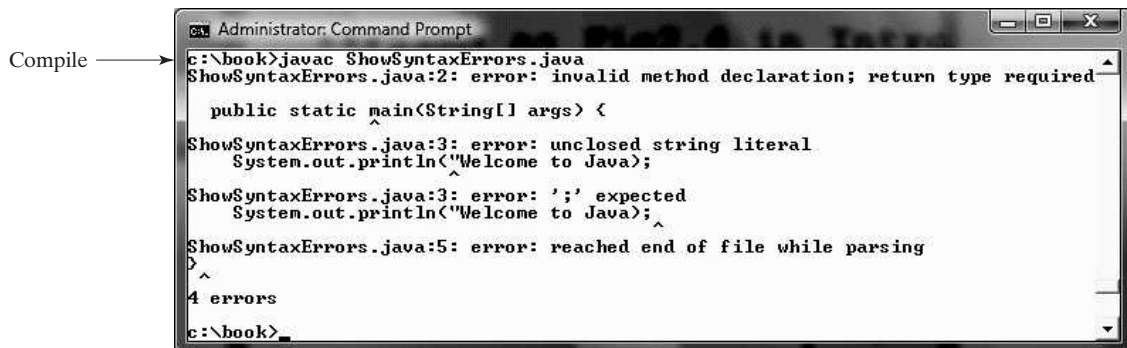 Administrator: Command Prompt
Compile
c:\book>javac ShowSyntaxErrors.java
ShowSyntaxErrors.java:2: error: invalid method declaration; return type required
public static main(String[] args) {
^
ShowSyntaxErrors.java:3: error: unclosed string literal
System.out.println("Welcome to Java);
^
ShowSyntaxErrors.java:3: error: ';' expected
System.out.println("Welcome to Java);
^
ShowSyntaxErrors.java:5: error: reached end of file while parsing
}
^
4 errors
c:\book>_